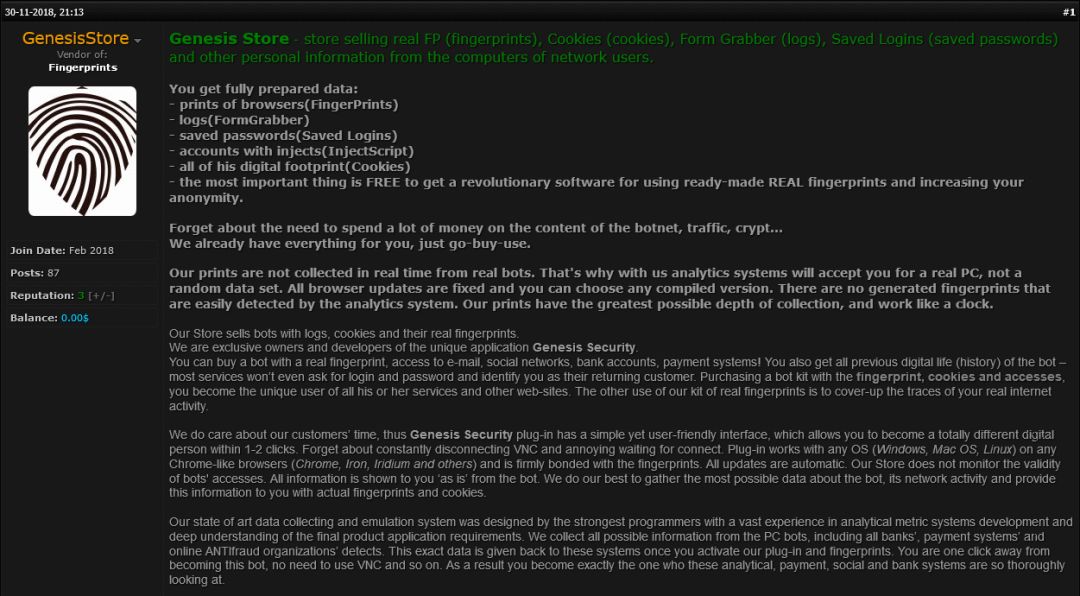 30-11-2018, 21:13 #1
GenesisStore
Vendor of:
Fingerprints
Join Date: Feb 2018
Posts: 87
Reputation: 3 [+/-]
Balance: 0.00$
Genesis Store - store selling real FP (fingerprints), Cookies (cookies), Form Grabber (logs), Saved Logins (saved passwords)
and other personal information from the computers of network users.
You get fully prepared data:
- prints of browsers(FingerPrints)
- logs(FormGrabber)
- saved passwords(Saved Logins)
- accounts with injects(InjectScript)
- all of his digital footprint(Cookies)
- the most important thing is FREE to get a revolutionary software for using ready-made REAL fingerprints and increasing your
anonymity.
Forget about the need to spend a lot of money on the content of the botnet, traffic, crypt...
We already have everything for you, just go-buy-use.
Our prints are not collected in real time from real bots. That's why with us analytics systems will accept you for a real PC, not a
random data set. All browser updates are fixed and you can choose any compiled version. There are no generated fingerprints that
are easily detected by the analytics system. Our prints have the greatest possible depth of collection, and work like a clock.
Our Store sells bots with logs, cookies and their real fingerprints.
We are exclusive owners and developers of the unique application Genesis Security.
You can buy a bot with a real fingerprint, access to e-mail, social networks, bank accounts, payment systems! You also get all previous digital life (history) of the bot –
most services won't even ask for login and password and identify you as their returning customer. Purchasing a bot kit with the fingerprint, cookies and accesses,
you become the unique user of all his or her services and other web-sites. The other use of our kit of real fingerprints is to cover-up the traces of your real internet
activity.
We do care about our customers' time, thus Genesis Security plug-in has a simple yet user-friendly interface, which allows you to become a totally different digital
person within 1-2 clicks. Forget about constantly disconnecting VNC and annoying waiting for connect. Plug-in works with any OS (Windows, Mac OS, Linux) on any
Chrome-like browsers (Chrome, Iron, Iridium and others) and is firmly bonded with the fingerprints. All updates are automatic. Our Store does not monitor the validity
of bots' accesses. All information is shown to you 'as is' from the bot. We do our best to gather the most possible data about the bot, its network activity and provide
this information to you with actual fingerprints and cookies.
Our state of art data collecting and emulation system was designed by the strongest programmers with a vast experience in analytical metric systems development and
deep understanding of the final product application requirements. We collect all possible information from the PC bots, including all banks', payment systems' and
online ANTIfraud organizations' detects. This exact data is given back to these systems once you activate our plug-in and fingerprints. You are one click away from
becoming this bot, no need to use VNC and so on. As a result you become exactly the one who these analytical, payment, social and bank systems are so thoroughly
looking at.